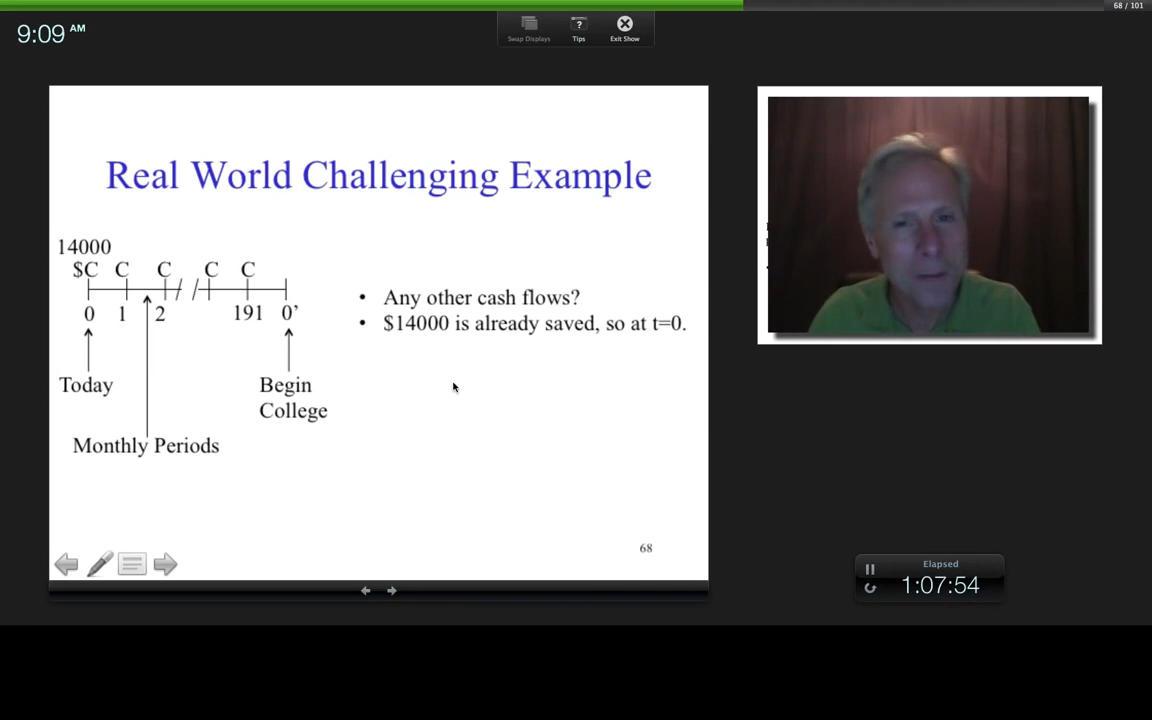 68 / 101
9:09 AM
Swap Displays
Tips
Exit Show
Real World Challenging Example
14000
$C C C C C
0 1 2 191 0’
Today
Begin
College
Monthly Periods
• Any other cash flows?
• $14000 is already saved, so at t=0.
68
Elapsed
1:07:54